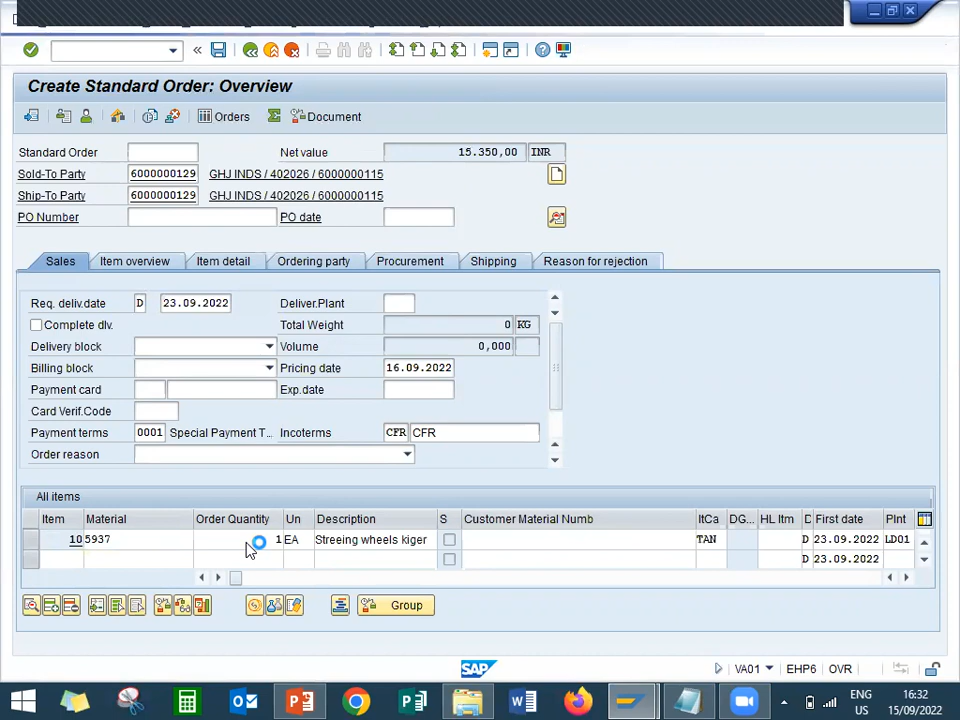 Create Standard Order: Overview
Orders Document
Standard Order Net value 15.350,00 INR
Sold-To Party 6000000129 GHJ INDS / 402026 / 6000000115
Ship-To Party 6000000129 GHJ INDS / 402026 / 6000000115
PO Number PO date
Sales Item overview Item detail Ordering party Procurement Shipping Reason for rejection
Req. deliv.date D 23.09.2022 Deliver.Plant
Complete dlv. Total Weight 0 KG
Delivery block Volume 0,000
Billing block Pricing date 16.09.2022
Payment card Exp.date
Card Verif.Code
Payment terms 0001 Special Payment T... Incoterms CFR CFR
Order reason
All items
Item Material Order Quantity Un Description S Customer Material Numb ItCa DG... HL Itm D First date Plnt
10 5937 1 EA Streeing wheels kiger TAN D 23.09.2022 LD01
D 23.09.2022
Group
SAP VA01 EHP6 OVR
ENG 16:32
US 15/09/2022